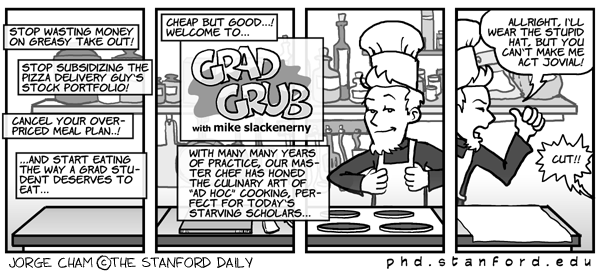 STOP WASTING MONEY
ON GREASY TAKE OUT!
STOP SUBSIDIZING THE
PIZZA DELIVERY GUY'S
STOCK PORTFOLIO!
CANCEL YOUR OVER-
PRICED MEAL PLAN..!
...AND START EATING
THE WAY A GRAD STU-
DENT DESERVES TO
EAT...
CHEAP BUT GOOD...!
WELCOME TO...
GRAD
GRUB
with mike slackenerny
WITH MANY MANY YEARS
OF PRACTICE, OUR MAS-
TER CHEF HAS HONED
THE CULINARY ART OF
"AD HOC" COOKING, PER-
FECT FOR TODAY'S
STARVING SCHOLARS...
ALLRIGHT, I'LL
WEAR THE STUPID
HAT, BUT YOU
CAN'T MAKE ME
ACT JOVIAL!
CUT!!
JORGE CHAM ©THE STANFORD DAILY
phd.stanford.edu